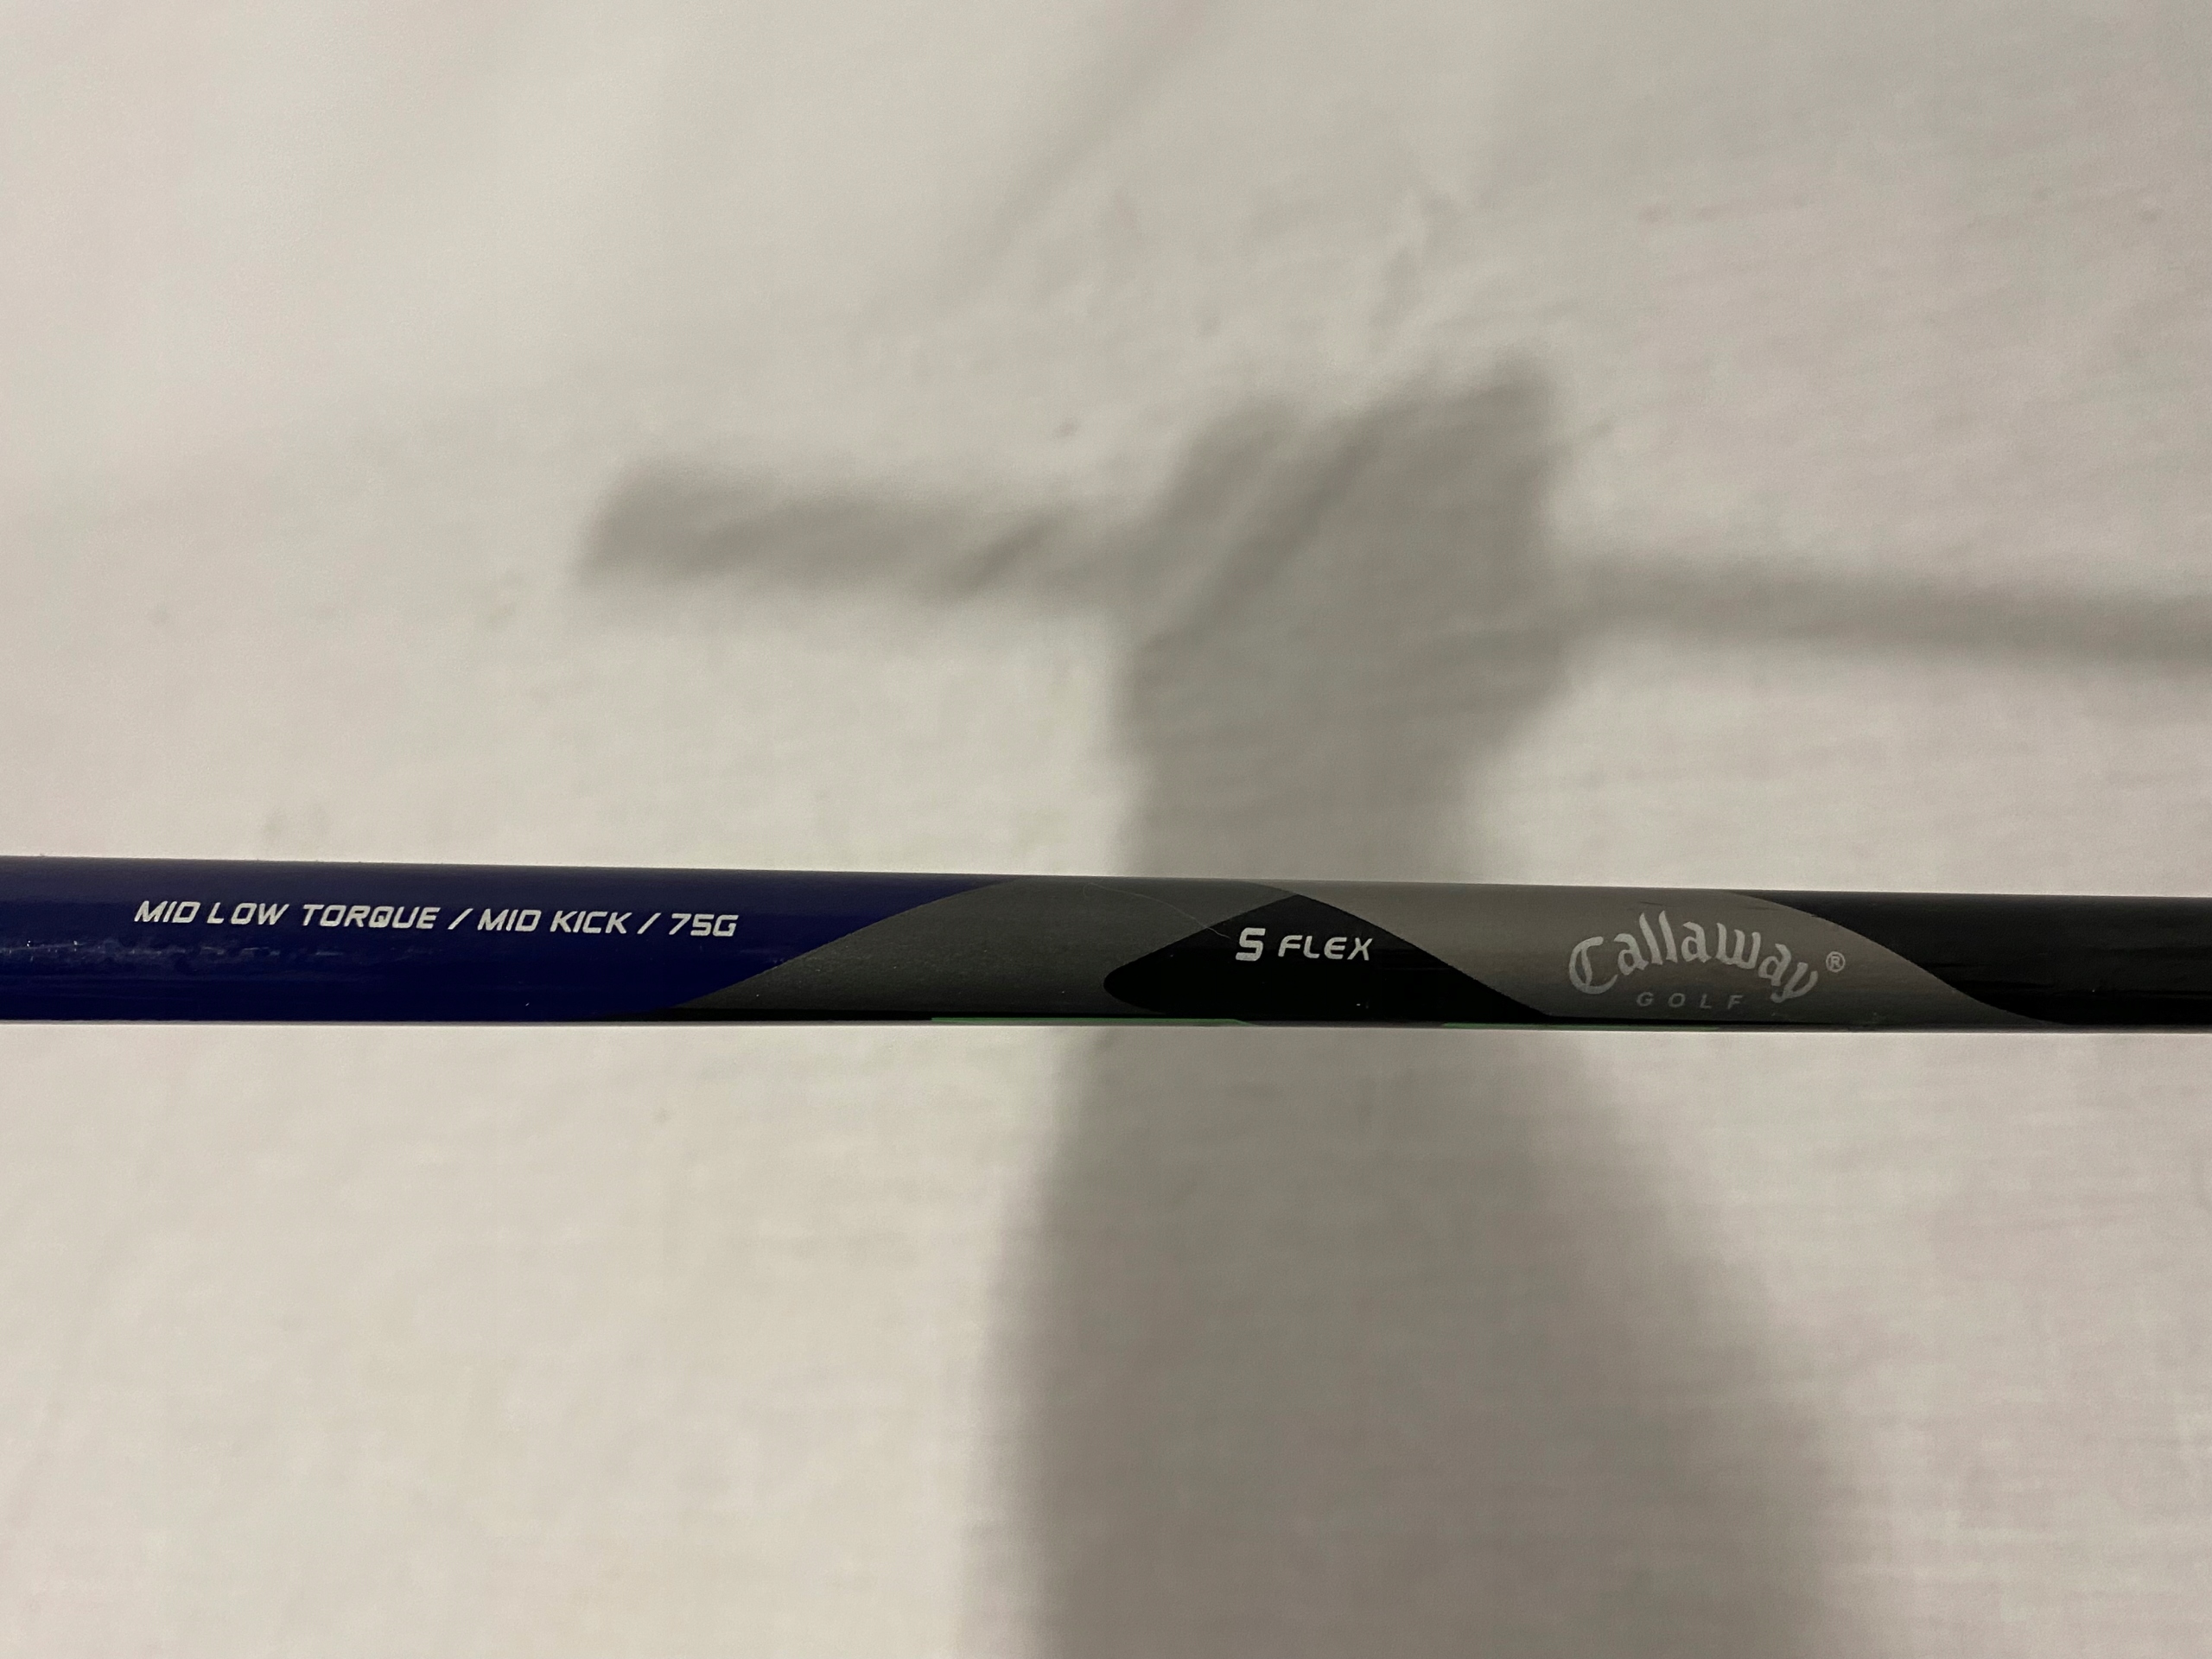 MID LOW TORQUE / MID KICK / 75G
S FLEX
Callaway®
GOLF